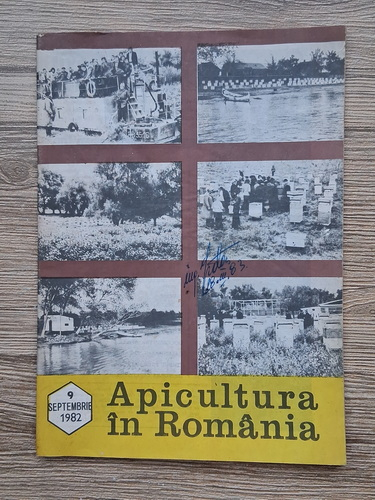 9
SEPTEMBRIE
1982
Apicultura
în România